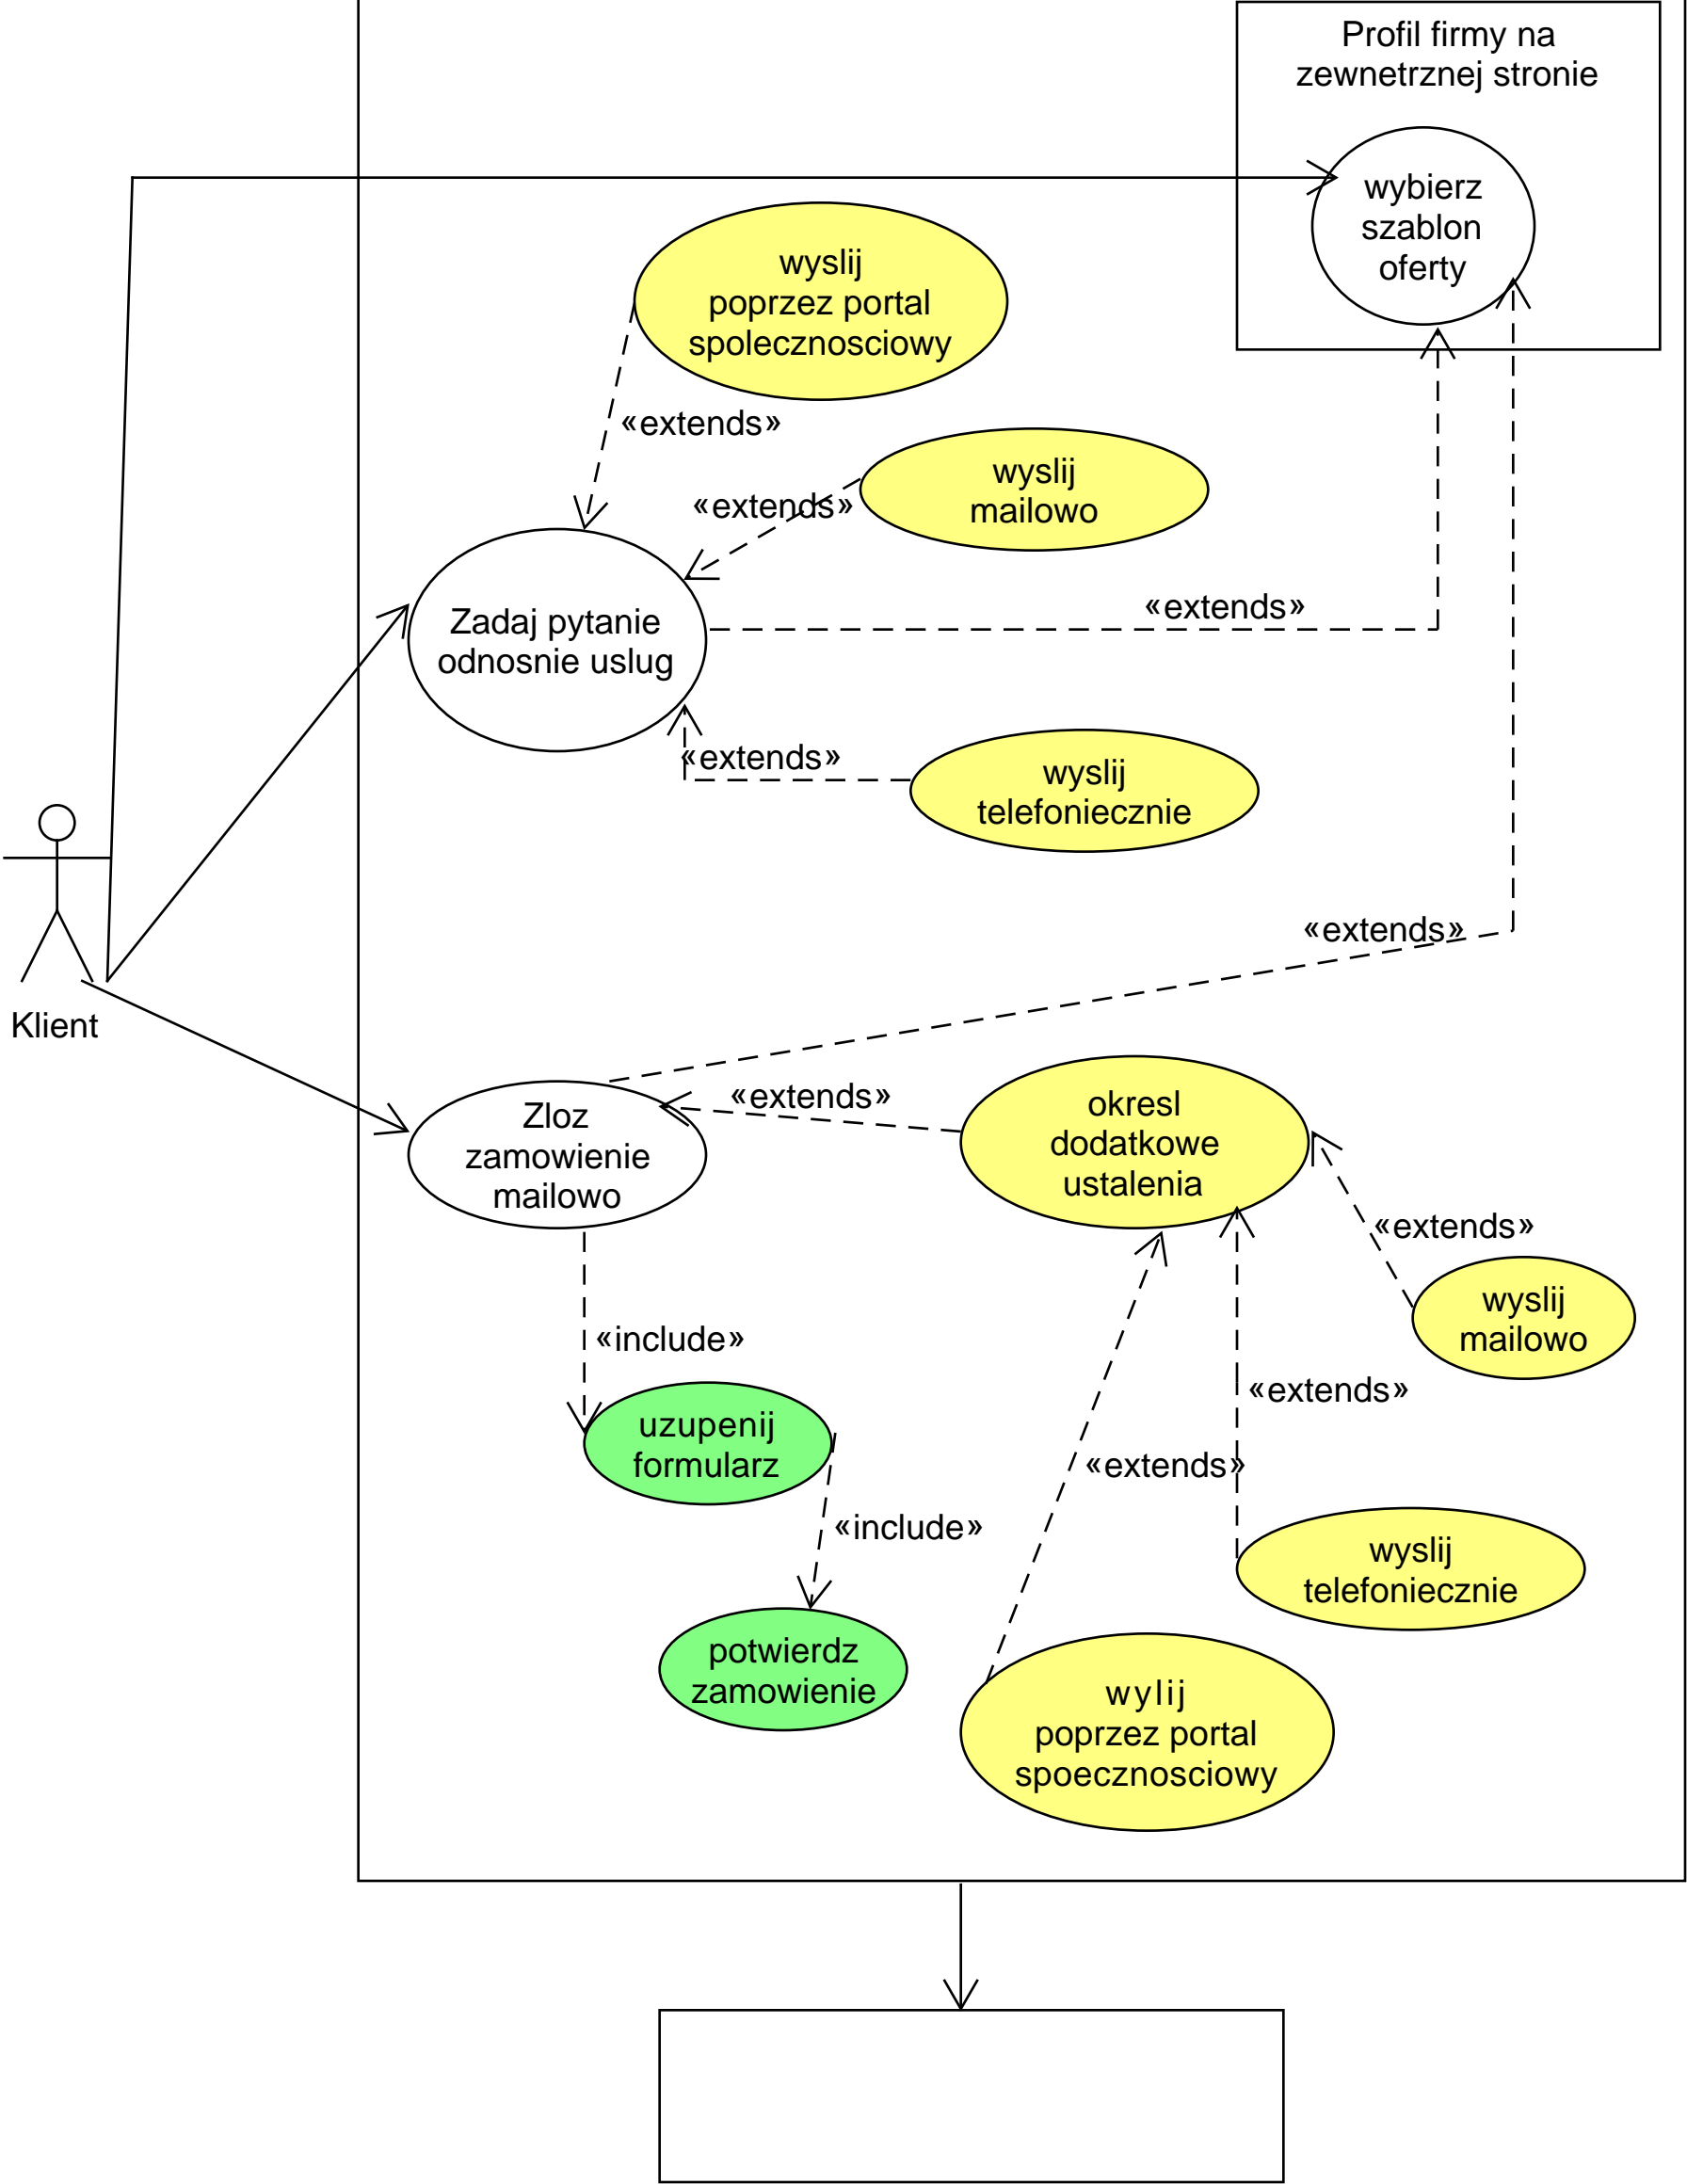 Profil firmy na
zewnetrznej stronie
wybierz
szablon
oferty
wyslij
poprzez portal
spolecznosciowy
«extends»
wyslij
mailowo
«extends»
Zadaj pytanie
odnosnie uslug
«extends»
«extends»
wyslij
telefoniecznie
Klient
«extends»
Zloz
zamowienie
mailowo
«extends»
okresl
dodatkowe
ustalenia
«extends»
wyslij
mailowo
«include»
«extends»
uzupenij
formularz
«extends»
«include»
wyslij
telefoniecznie
potwierdz
zamowienie
wylij
poprzez portal
spoecznosciowy